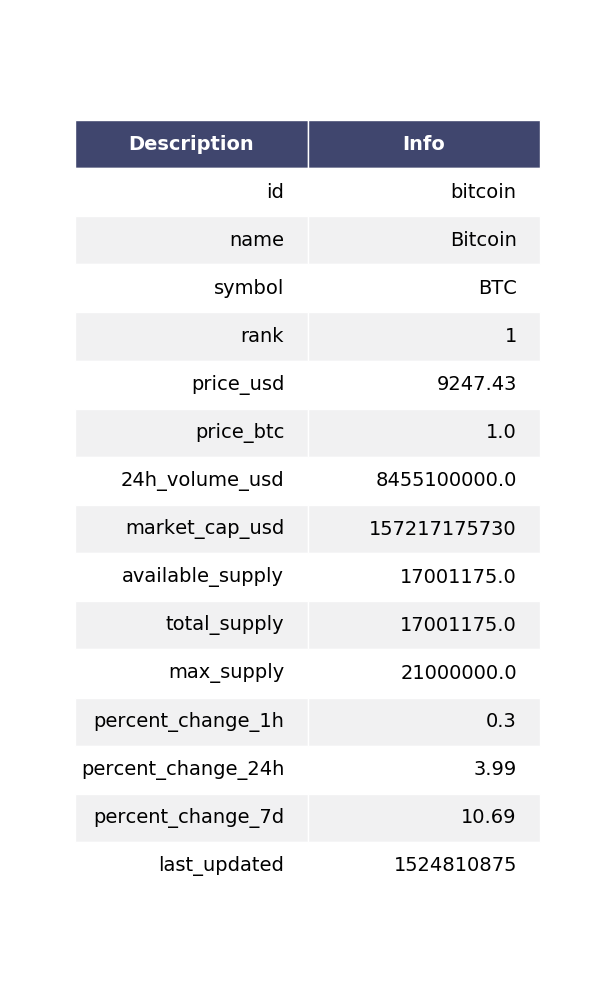 Description Info
id bitcoin
name Bitcoin
symbol BTC
rank 1
price_usd 9247.43
price_btc 1.0
24h_volume_usd 8455100000.0
market_cap_usd 157217175730
available_supply 17001175.0
total_supply 17001175.0
max_supply 21000000.0
percent_change_1h 0.3
percent_change_24h 3.99
percent_change_7d 10.69
last_updated 1524810875